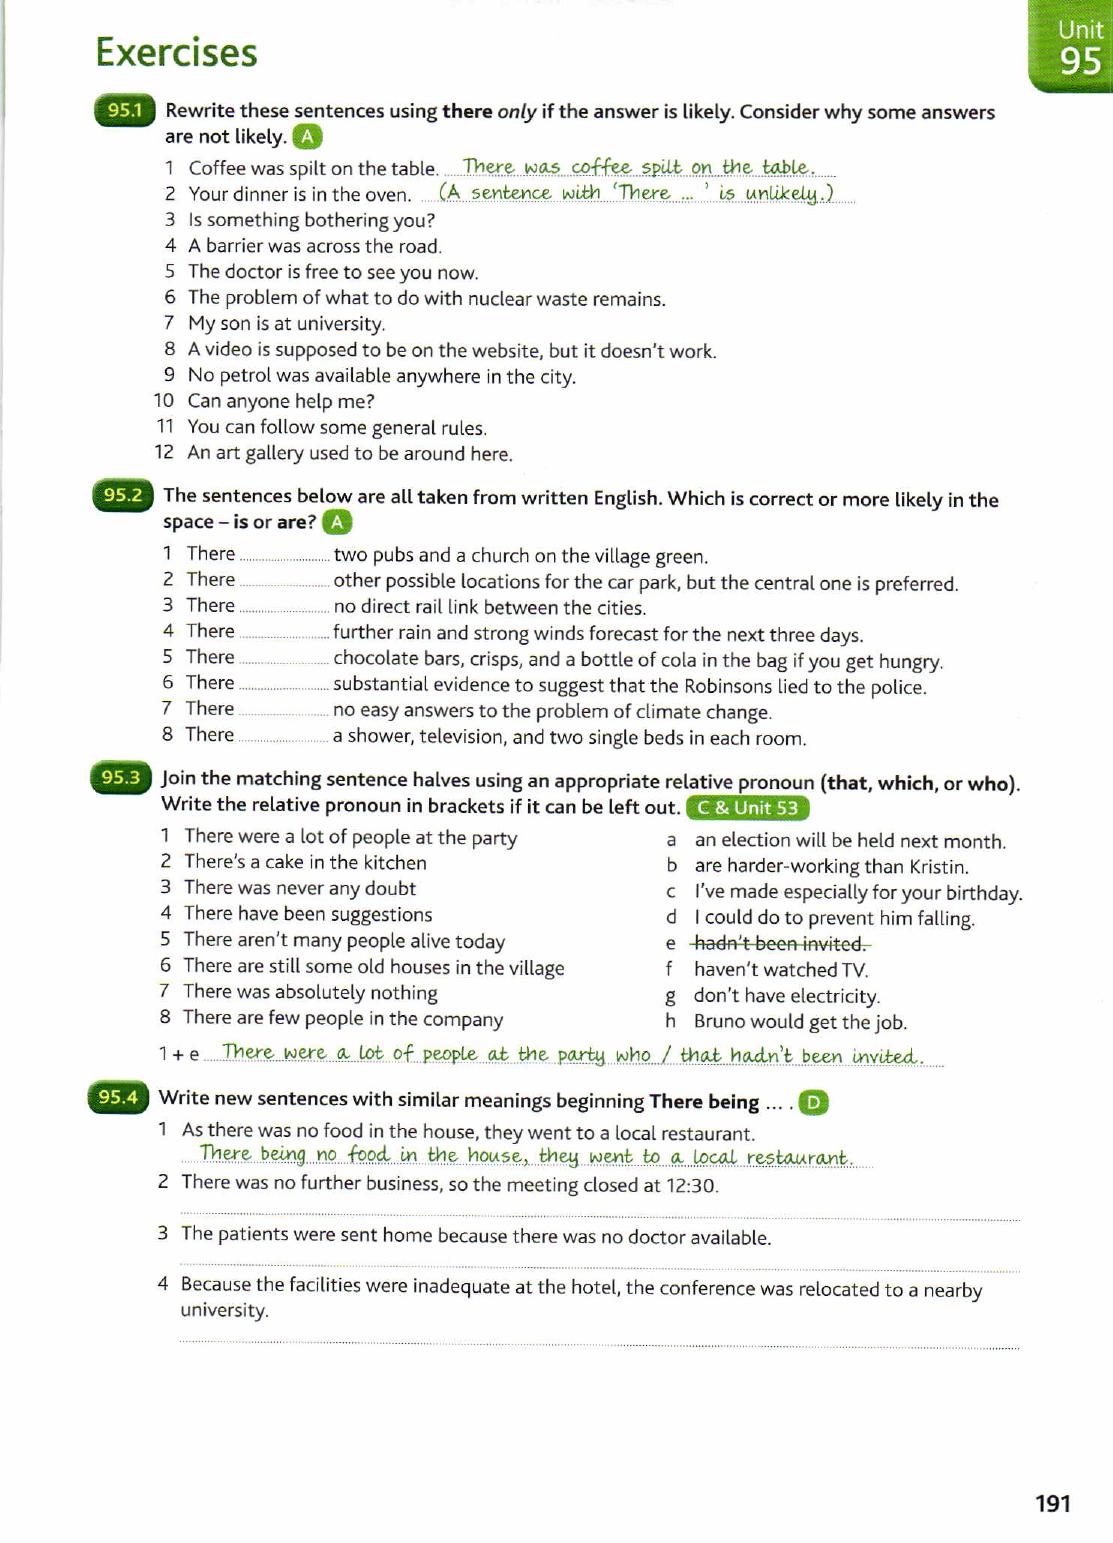 Unit
95
Exercises
95.1 Rewrite these sentences using there only if the answer is likely. Consider why some answers
are not likely. A
1 Coffee was spilt on the table. There was coffee spilt on the table.
2 Your dinner is in the oven. (A sentence with 'There ... ' is unlikely.)
3 Is something bothering you?
4 A barrier was across the road.
5 The doctor is free to see you now.
6 The problem of what to do with nuclear waste remains.
7 My son is at university.
8 A video is supposed to be on the website, but it doesn't work.
9 No petrol was available anywhere in the city.
10 Can anyone help me?
11 You can follow some general rules.
12 An art gallery used to be around here.
95.2 The sentences below are all taken from written English. Which is correct or more likely in the
space – is or are? A
1 There .......................... two pubs and a church on the village green.
2 There .......................... other possible locations for the car park, but the central one is preferred.
3 There .......................... no direct rail link between the cities.
4 There .......................... further rain and strong winds forecast for the next three days.
5 There .......................... chocolate bars, crisps, and a bottle of cola in the bag if you get hungry.
6 There .......................... substantial evidence to suggest that the Robinsons lied to the police.
7 There .......................... no easy answers to the problem of climate change.
8 There .......................... a shower, television, and two single beds in each room.
95.3 Join the matching sentence halves using an appropriate relative pronoun (that, which, or who).
Write the relative pronoun in brackets if it can be left out. C & Unit 53
1 There were a lot of people at the party
2 There's a cake in the kitchen
3 There was never any doubt
4 There have been suggestions
5 There aren't many people alive today
6 There are still some old houses in the village
7 There was absolutely nothing
8 There are few people in the company
a an election will be held next month.
b are harder-working than Kristin.
c I've made especially for your birthday.
d I could do to prevent him falling.
e hadn't been invited.
f haven't watched TV.
g don't have electricity.
h Bruno would get the job.
1 + e There were a lot of people at the party who / that hadn't been invited.
95.4 Write new sentences with similar meanings beginning There being ... . D
1 As there was no food in the house, they went to a local restaurant.
There being no food in the house, they went to a local restaurant.
2 There was no further business, so the meeting closed at 12:30.
3 The patients were sent home because there was no doctor available.
4 Because the facilities were inadequate at the hotel, the conference was relocated to a nearby
university.
191